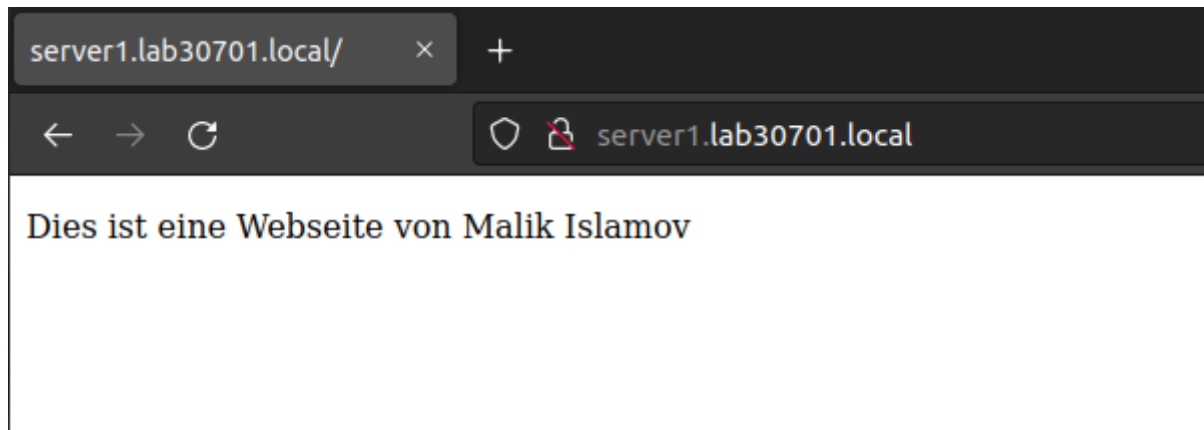 server1.lab30701.local/
server1.lab30701.local
Dies ist eine Webseite von Malik Islamov